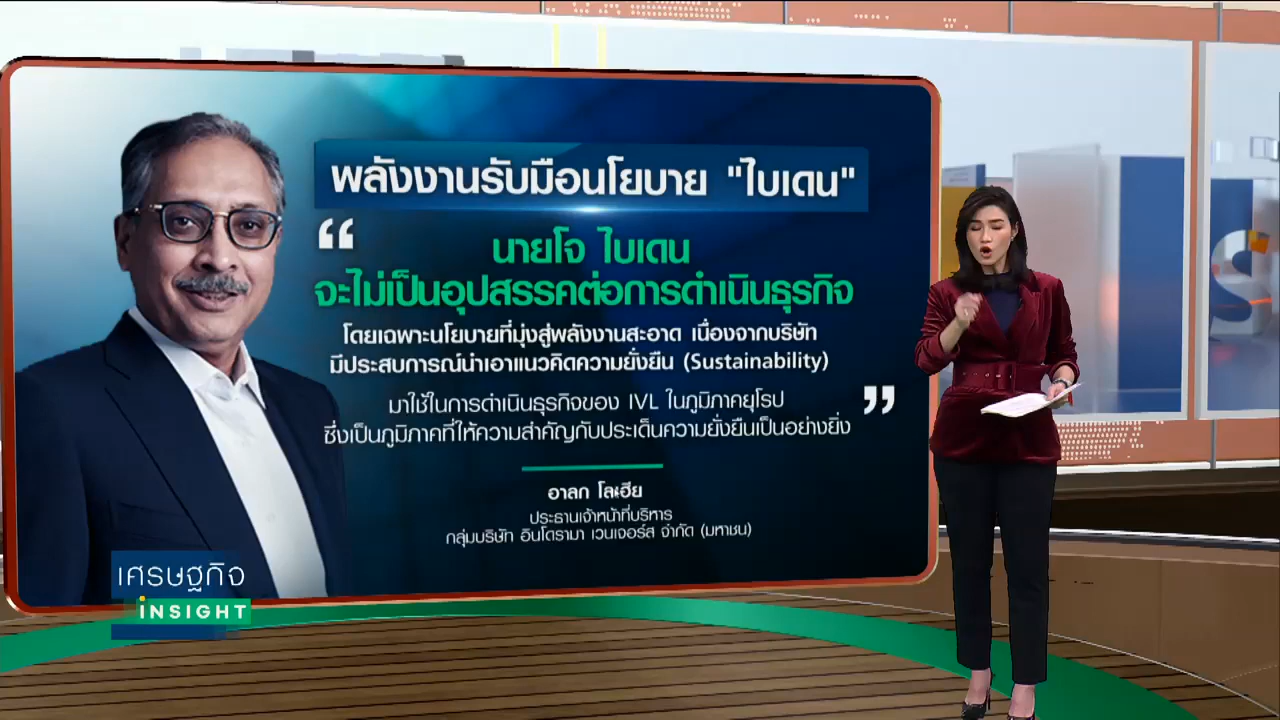 พลังงานรับมือนโยบาย "ไบเดน"
“
นายโจ ไบเดน
จะไม่เป็นอุปสรรคต่อการดำเนินธุรกิจ
โดยเฉพาะนโยบายที่มุ่งสู่พลังงานสะอาด เนื่องจากบริษัท
มีประสบการณ์นำเอาแนวคิดความยั่งยืน (Sustainability)
มาใช้ในการดำเนินธุรกิจของ IVL ในภูมิภาคยุโรป
ซึ่งเป็นภูมิภาคที่ให้ความสำคัญกับประเด็นความยั่งยืนเป็นอย่างยิ่ง
”
อาลก โลเฮีย
ประธานเจ้าหน้าที่บริหาร
กลุ่มบริษัท อินโดรามา เวนเจอร์ส จำกัด (มหาชน)
เศรษฐกิจ
INSIGHT
S